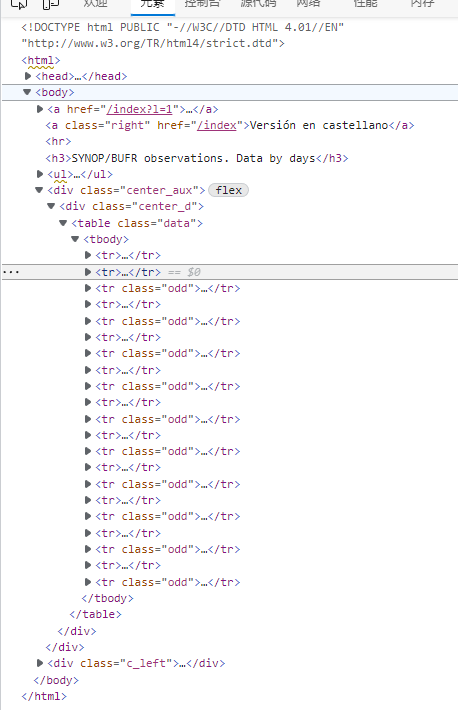 欢迎 元素 控制台 源代码 网络 性能 内存
<!DOCTYPE html PUBLIC "-//W3C//DTD HTML 4.01//EN"
"http://www.w3.org/TR/html4/strict.dtd">
<html>
<head>…</head>
<body>
<a href="/index?l=1">…</a>
<a class="right" href="/index">Versión en castellano</a>
<hr>
<h3>SYNOP/BUFR observations. Data by days</h3>
<ul>…</ul>
<div class="center_aux"> flex
<div class="center_d">
<table class="data">
<tbody>
<tr>…</tr>
... <tr>…</tr> == $0
<tr class="odd">…</tr>
<tr>…</tr>
<tr class="odd">…</tr>
<tr>…</tr>
<tr class="odd">…</tr>
<tr>…</tr>
<tr class="odd">…</tr>
<tr>…</tr>
<tr class="odd">…</tr>
<tr>…</tr>
<tr class="odd">…</tr>
<tr>…</tr>
<tr class="odd">…</tr>
<tr>…</tr>
<tr class="odd">…</tr>
<tr>…</tr>
<tr class="odd">…</tr>
<tr>…</tr>
<tr class="odd">…</tr>
</tbody>
</table>
</div>
</div>
<div class="c_left">…</div>
</body>
</html>